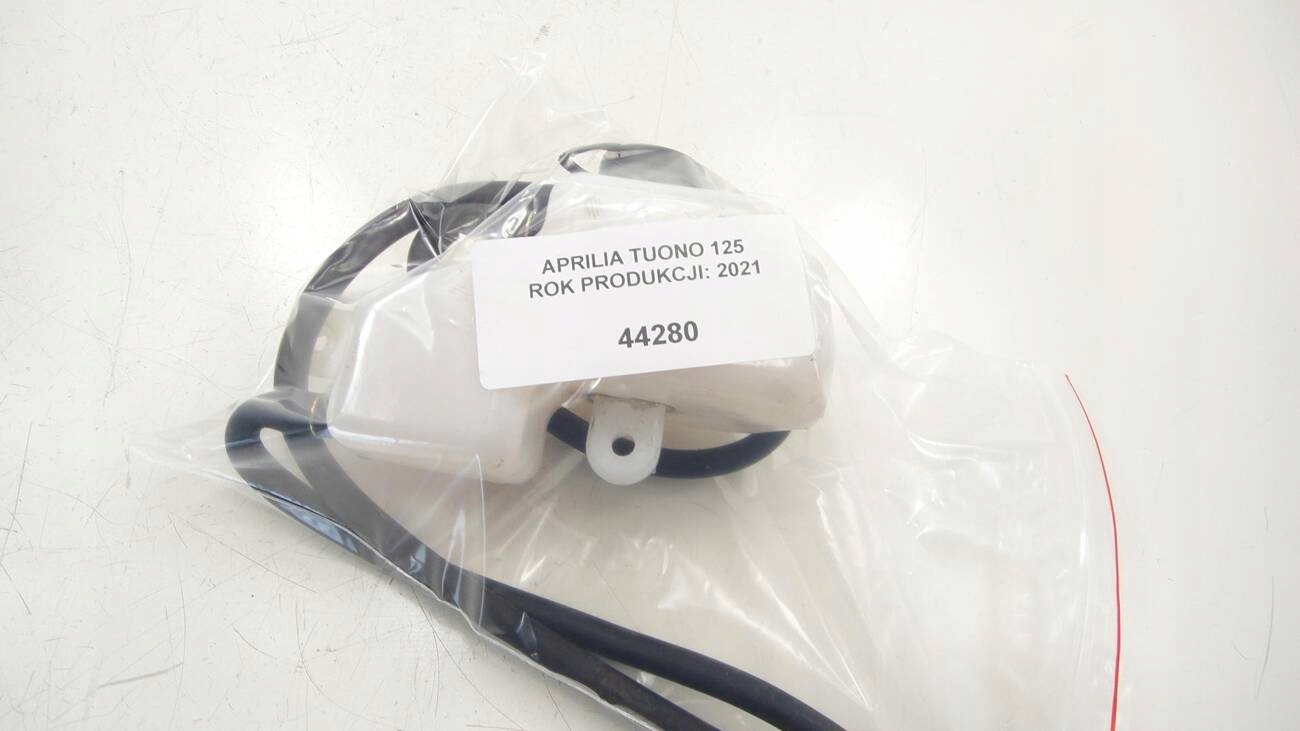 APRILIA TUONO 125
ROK PRODUKCJI: 2021
44280